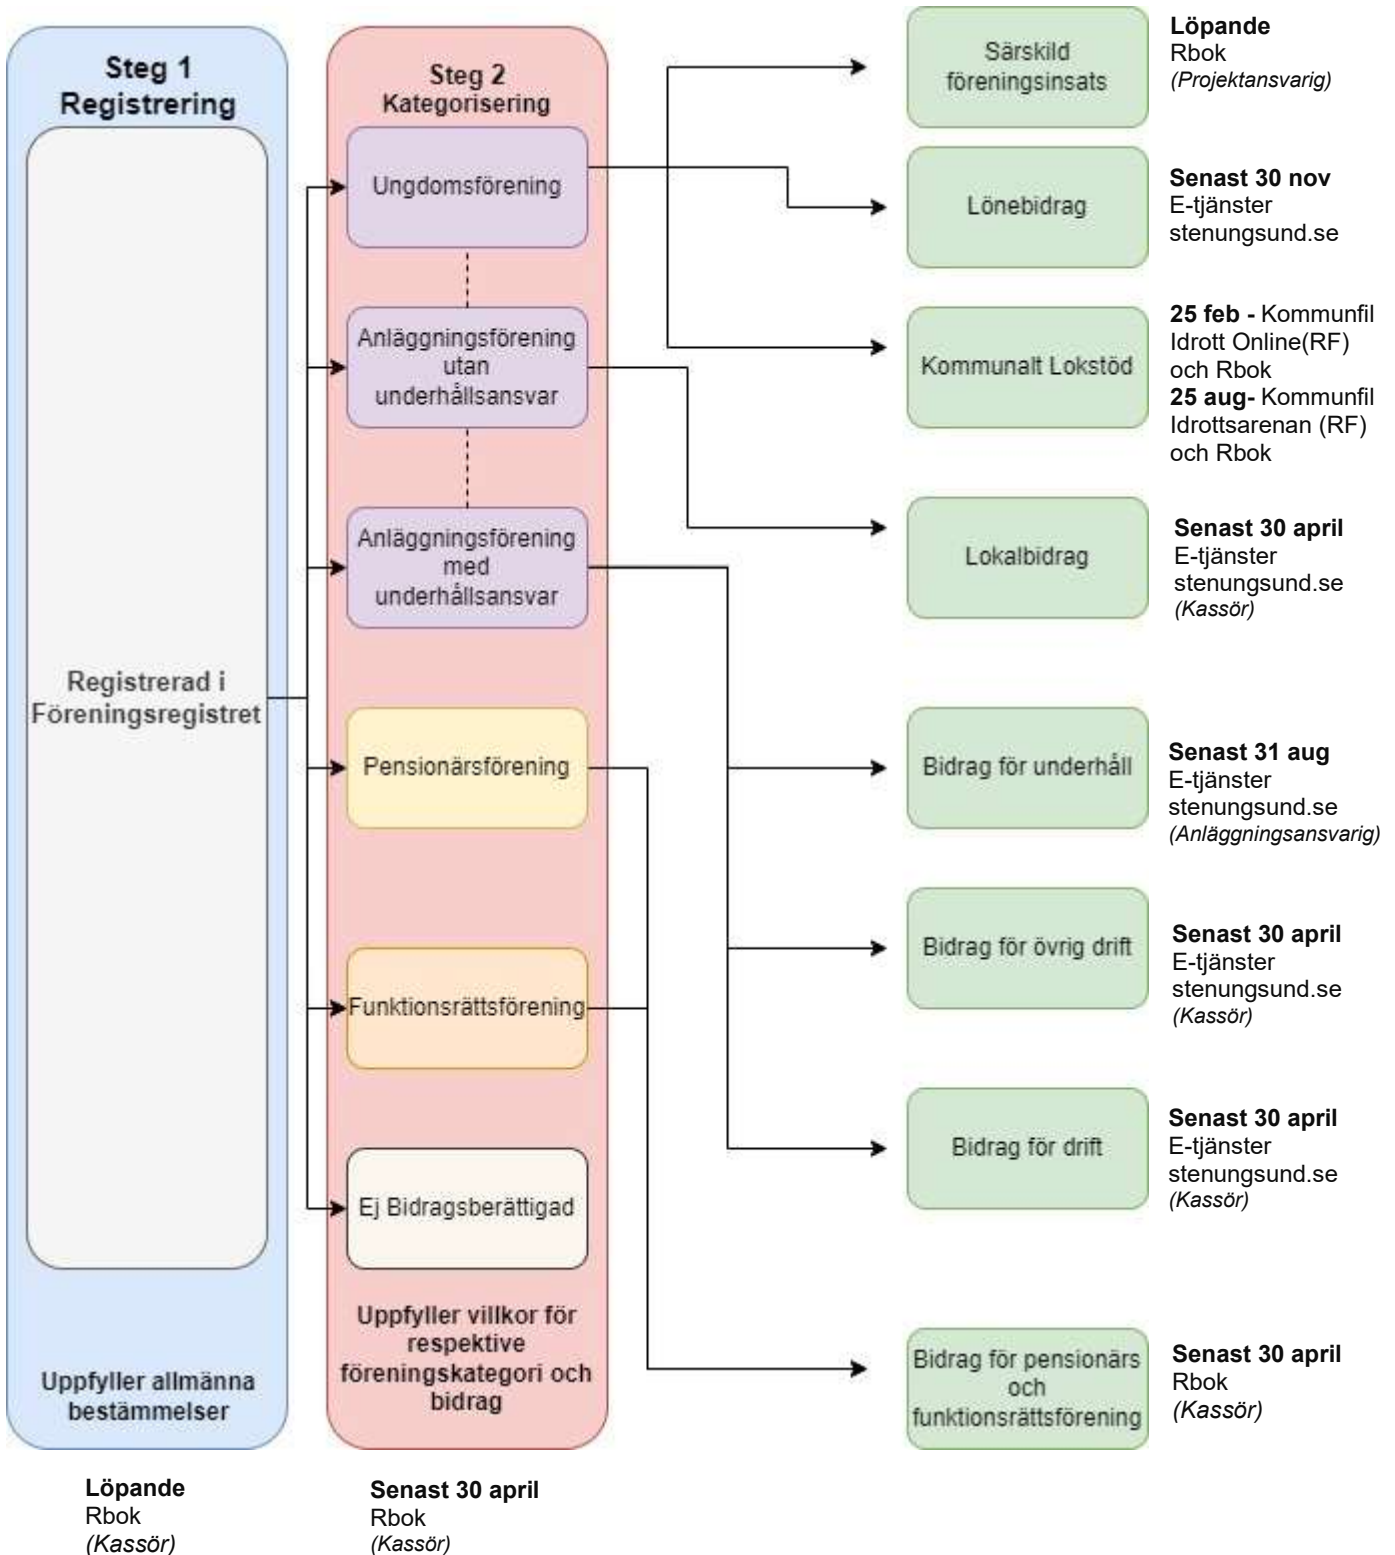 Steg 1
Registrering
Registrerad i
Föreningsregistret
Uppfyller allmänna
bestämmelser
Löpande
Rbok
(Kassör)
Steg 2
Kategorisering
Ungdomsförening
Anläggningsförening
utan
underhållsansvar
Anläggningsförening
med
underhållsansvar
Pensionärsförening
Funktionsrättsförening
Ej Bidragsberättigad
Uppfyller villkor för
respektive
föreningskategori och
bidrag
Senast 30 april
Rbok
(Kassör)
Särskild
föreningsinsats
Löpande
Rbok
(Projektansvarig)
Lönebidrag
Senast 30 nov
E-tjänster
stenungsund.se
Kommunalt Lokstöd
25 feb - Kommunfil
Idrott Online(RF)
och Rbok
25 aug- Kommunfil
Idrottsarenan (RF)
och Rbok
Lokalbidrag
Senast 30 april
E-tjänster
stenungsund.se
(Kassör)
Bidrag för underhåll
Senast 31 aug
E-tjänster
stenungsund.se
(Anläggningsansvarig)
Bidrag för övrig drift
Senast 30 april
E-tjänster
stenungsund.se
(Kassör)
Bidrag för drift
Senast 30 april
E-tjänster
stenungsund.se
(Kassör)
Bidrag för pensionärs
och
funktionsrättsförening
Senast 30 april
Rbok
(Kassör)